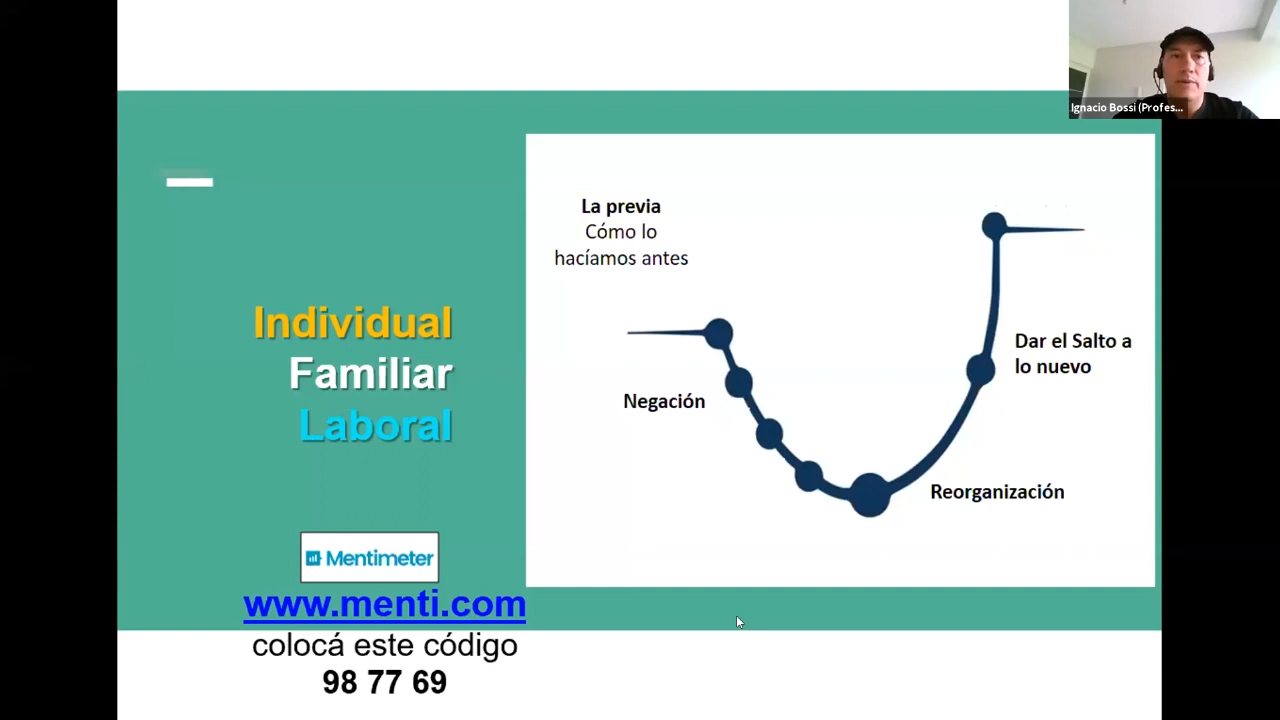 Ignacio Bossi (Profes...
La previa
Cómo lo
hacíamos antes
Negación
Dar el Salto a
lo nuevo
Reorganización
Individual
Familiar
Laboral
Mentimeter
www.menti.com
colocá este código
98 77 69